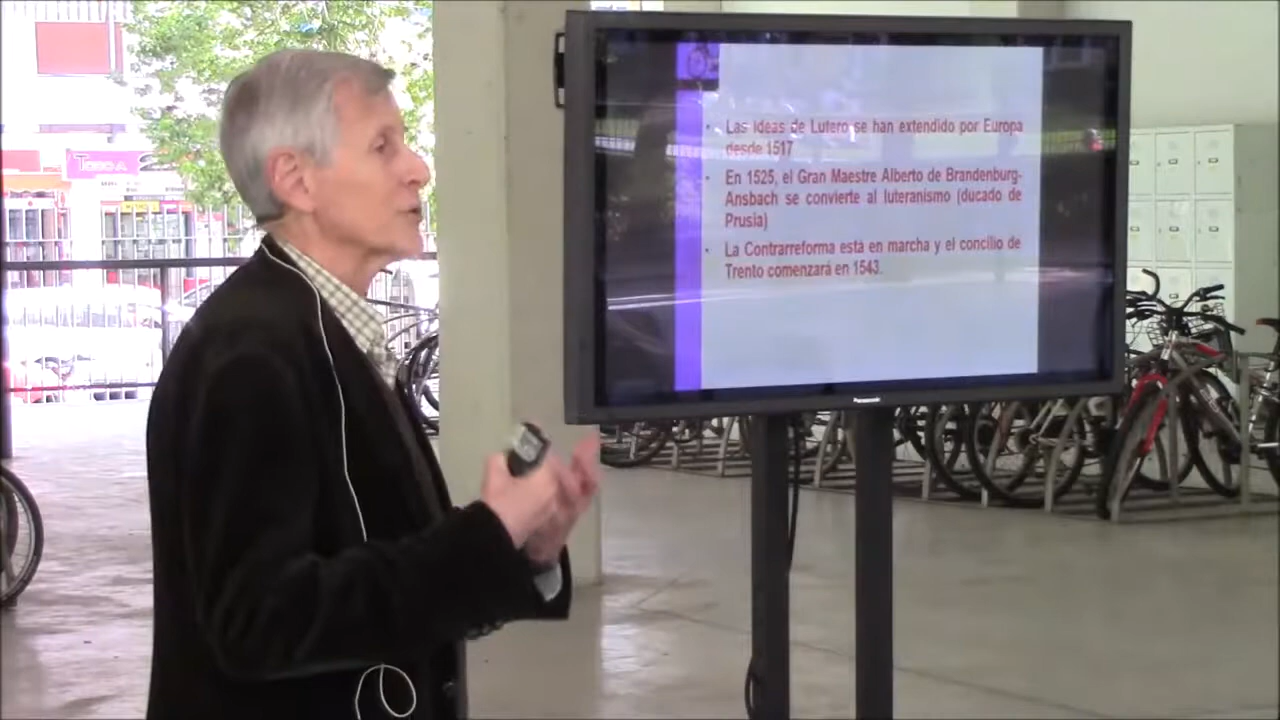 TODO A
Las ideas de Lutero se han extendido por Europa
desde 1517
En 1525, el Gran Maestre Alberto de Brandenburg-
Ansbach se convierte al luteranismo (ducado de
Prusia)
La Contrarreforma está en marcha y el concilio de
Trento comenzará en 1543.
Panasonic